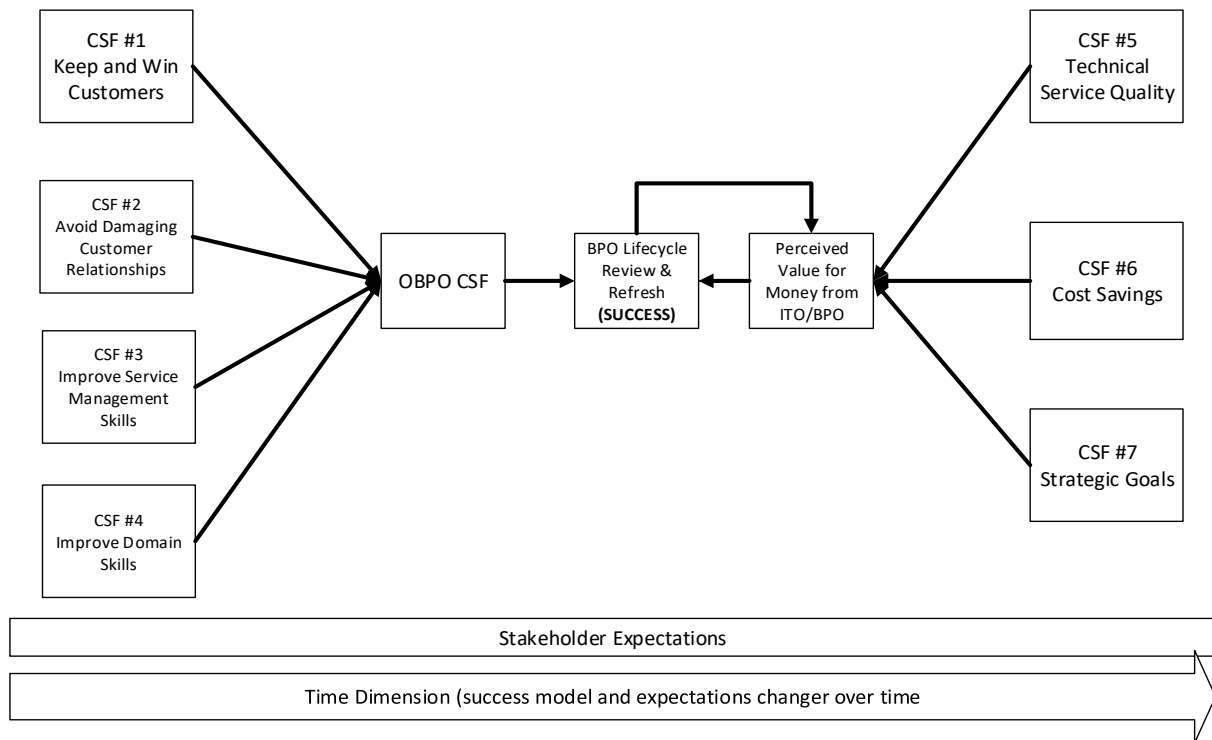 CSF #1
Keep and Win
Customers
CSF #2
Avoid Damaging
Customer
Relationships
CSF #3
Improve Service
Management
Skills
CSF #4
Improve Domain
Skills
OBPO CSF
BPO Lifecycle
Review &
Refresh
(SUCCESS)
Perceived
Value for
Money from
ITO/BPO
CSF #5
Technical
Service Quality
CSF #6
Cost Savings
CSF #7
Strategic Goals
Stakeholder Expectations
Time Dimension (success model and expectations changer over time